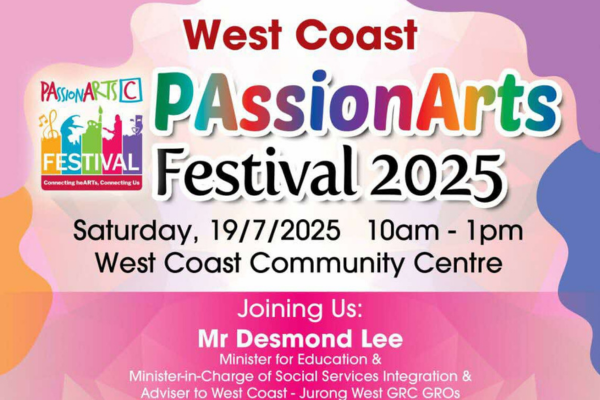 West Coast
PAssionARTS C
FESTIVAL
Connecting heARTs, Connecting Us
PAssionArts
Festival 2025
Saturday, 19/7/2025 10am - 1pm
West Coast Community Centre
Joining Us:
Mr Desmond Lee
Minister for Education &
Minister-in-Charge of Social Services Integration &
Adviser to West Coast - Jurong West GRC GROs